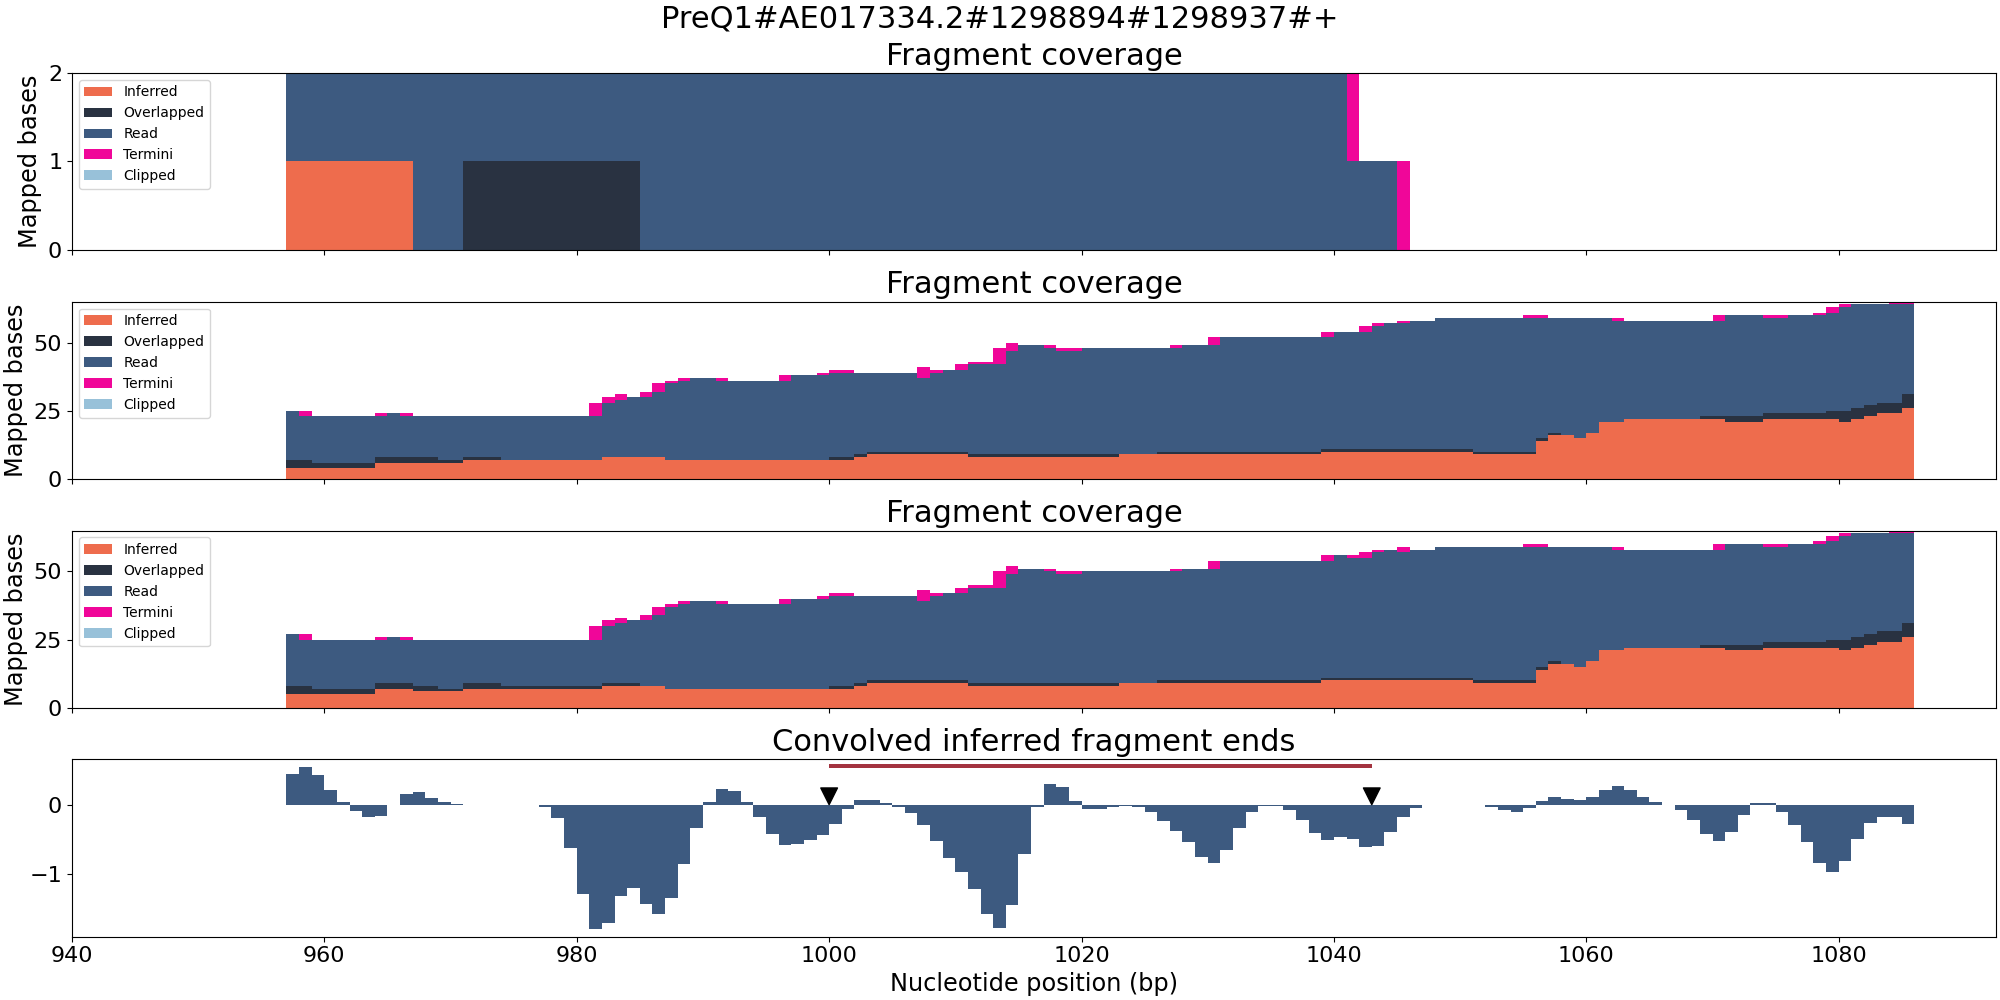 PreQ1#AE017334.2#1298894#1298937#+
Fragment coverage
Mapped bases
2
1
0
Inferred
Overlapped
Read
Termini
Clipped
Fragment coverage
Mapped bases
50
25
0
Inferred
Overlapped
Read
Termini
Clipped
Fragment coverage
Mapped bases
50
25
0
Inferred
Overlapped
Read
Termini
Clipped
Convolved inferred fragment ends
0
−1
940 960 980 1000 1020 1040 1060 1080
Nucleotide position (bp)